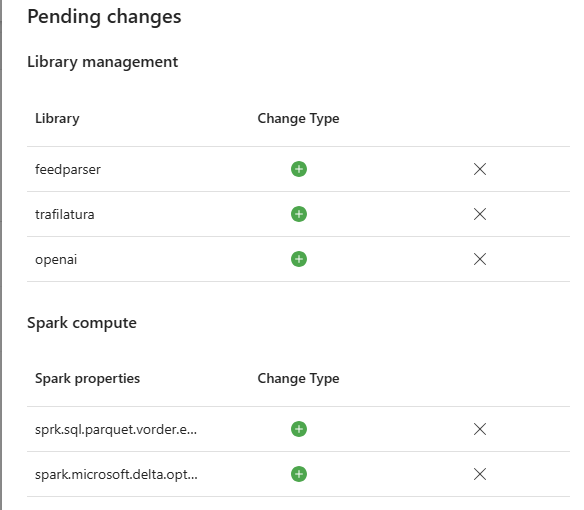 Pending changes
Library management
Library Change Type
feedparser
trafilatura
openai
Spark compute
Spark properties Change Type
sprk.sql.parquet.vorder.e...
spark.microsoft.delta.opt...